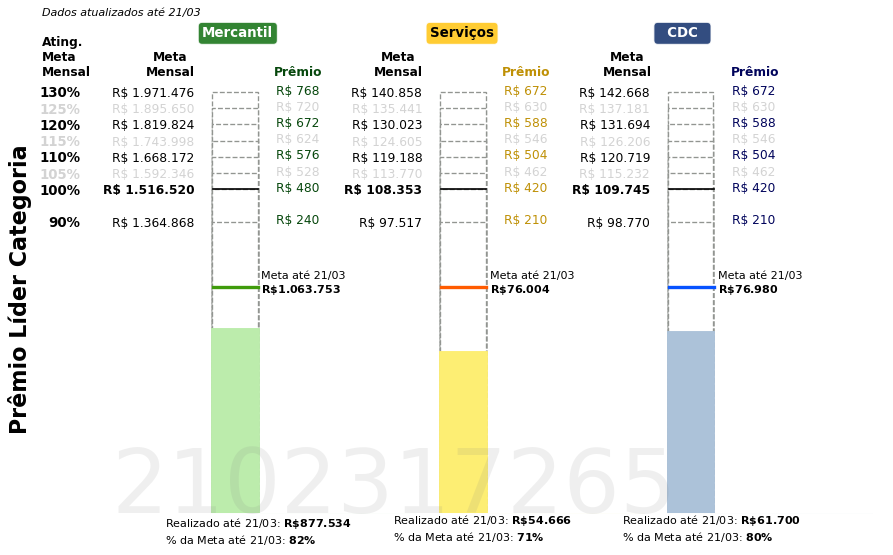 Dados atualizados até 21/03
Mercantil Serviços CDC
Ating.
Meta
Mensal
Meta
Mensal Prêmio
Meta
Mensal Prêmio
Meta
Mensal Prêmio
130% R$ 1.971.476 R$ 768 R$ 140.858 R$ 672 R$ 142.668 R$ 672
125% R$ 1.895.650 R$ 720 R$ 135.441 R$ 630 R$ 137.181 R$ 630
120% R$ 1.819.824 R$ 672 R$ 130.023 R$ 588 R$ 131.694 R$ 588
115% R$ 1.743.998 R$ 624 R$ 124.605 R$ 546 R$ 126.206 R$ 546
110% R$ 1.668.172 R$ 576 R$ 119.188 R$ 504 R$ 120.719 R$ 504
105% R$ 1.592.346 R$ 528 R$ 113.770 R$ 462 R$ 115.232 R$ 462
100% R$ 1.516.520 R$ 480 R$ 108.353 R$ 420 R$ 109.745 R$ 420
90% R$ 1.364.868 R$ 240 R$ 97.517 R$ 210 R$ 98.770 R$ 210
Prêmio Líder Categoria
Meta até 21/03
R$1.063.753
Meta até 21/03
R$76.004
Meta até 21/03
R$76.980
2102317265
Realizado até 21/03: R$877.534
% da Meta até 21/03: 82%
Realizado até 21/03: R$54.666
% da Meta até 21/03: 71%
Realizado até 21/03: R$61.700
% da Meta até 21/03: 80%